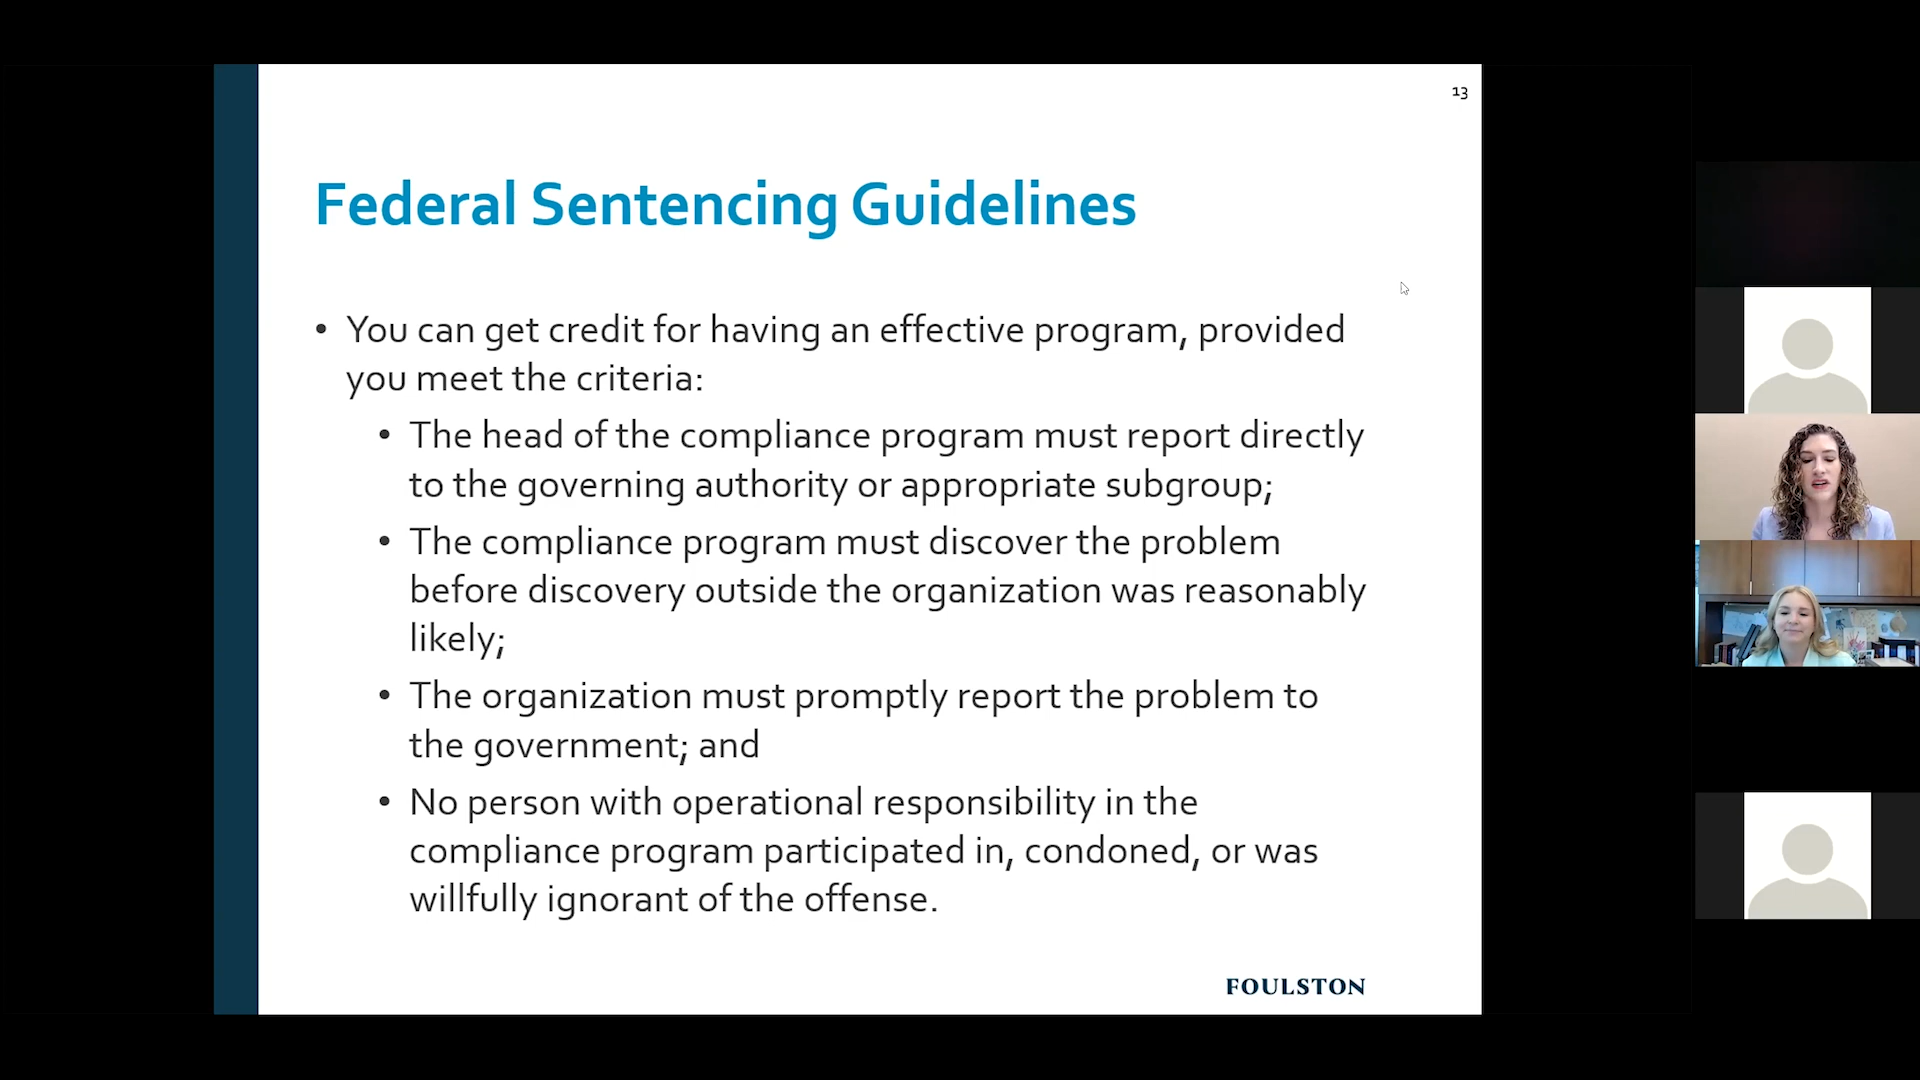 13
Federal Sentencing Guidelines
• You can get credit for having an effective program, provided
you meet the criteria:
• The head of the compliance program must report directly
to the governing authority or appropriate subgroup;
• The compliance program must discover the problem
before discovery outside the organization was reasonably
likely;
• The organization must promptly report the problem to
the government; and
• No person with operational responsibility in the
compliance program participated in, condoned, or was
willfully ignorant of the offense.
FOULSTON